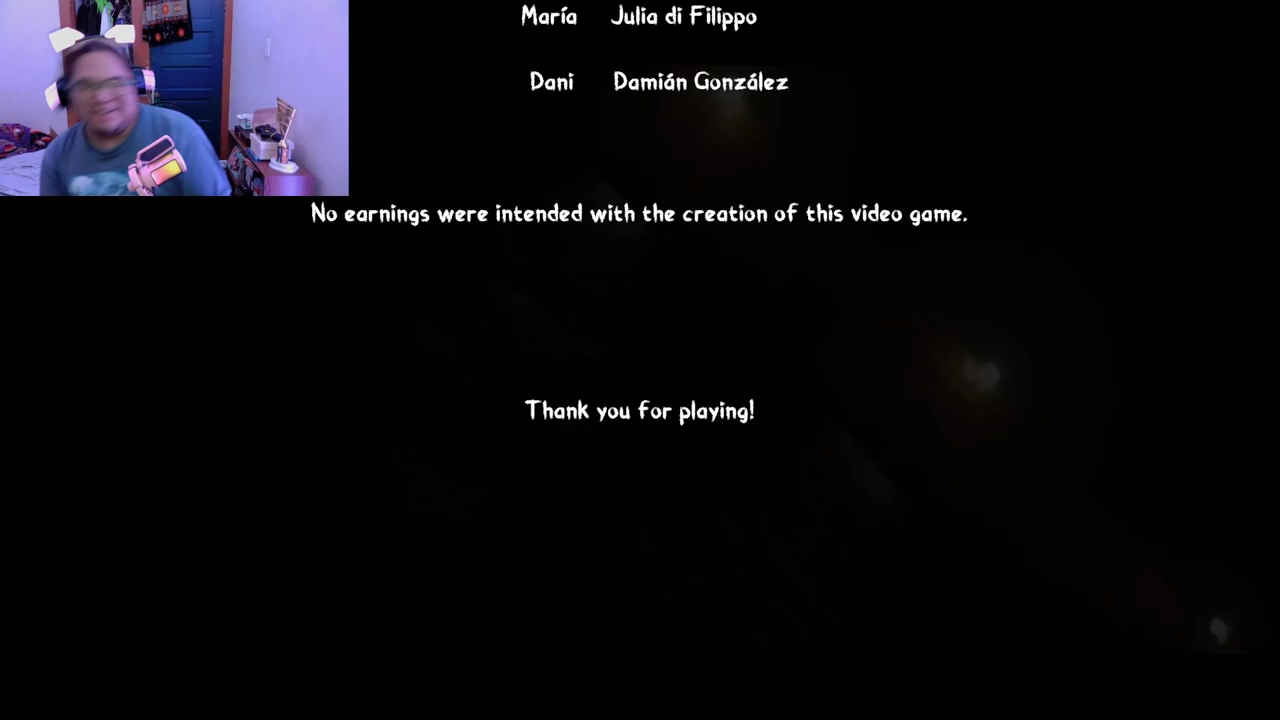 María Julia di Filippo
Dani Damián González
No earnings were intended with the creation of this video game.
Thank you for playing!